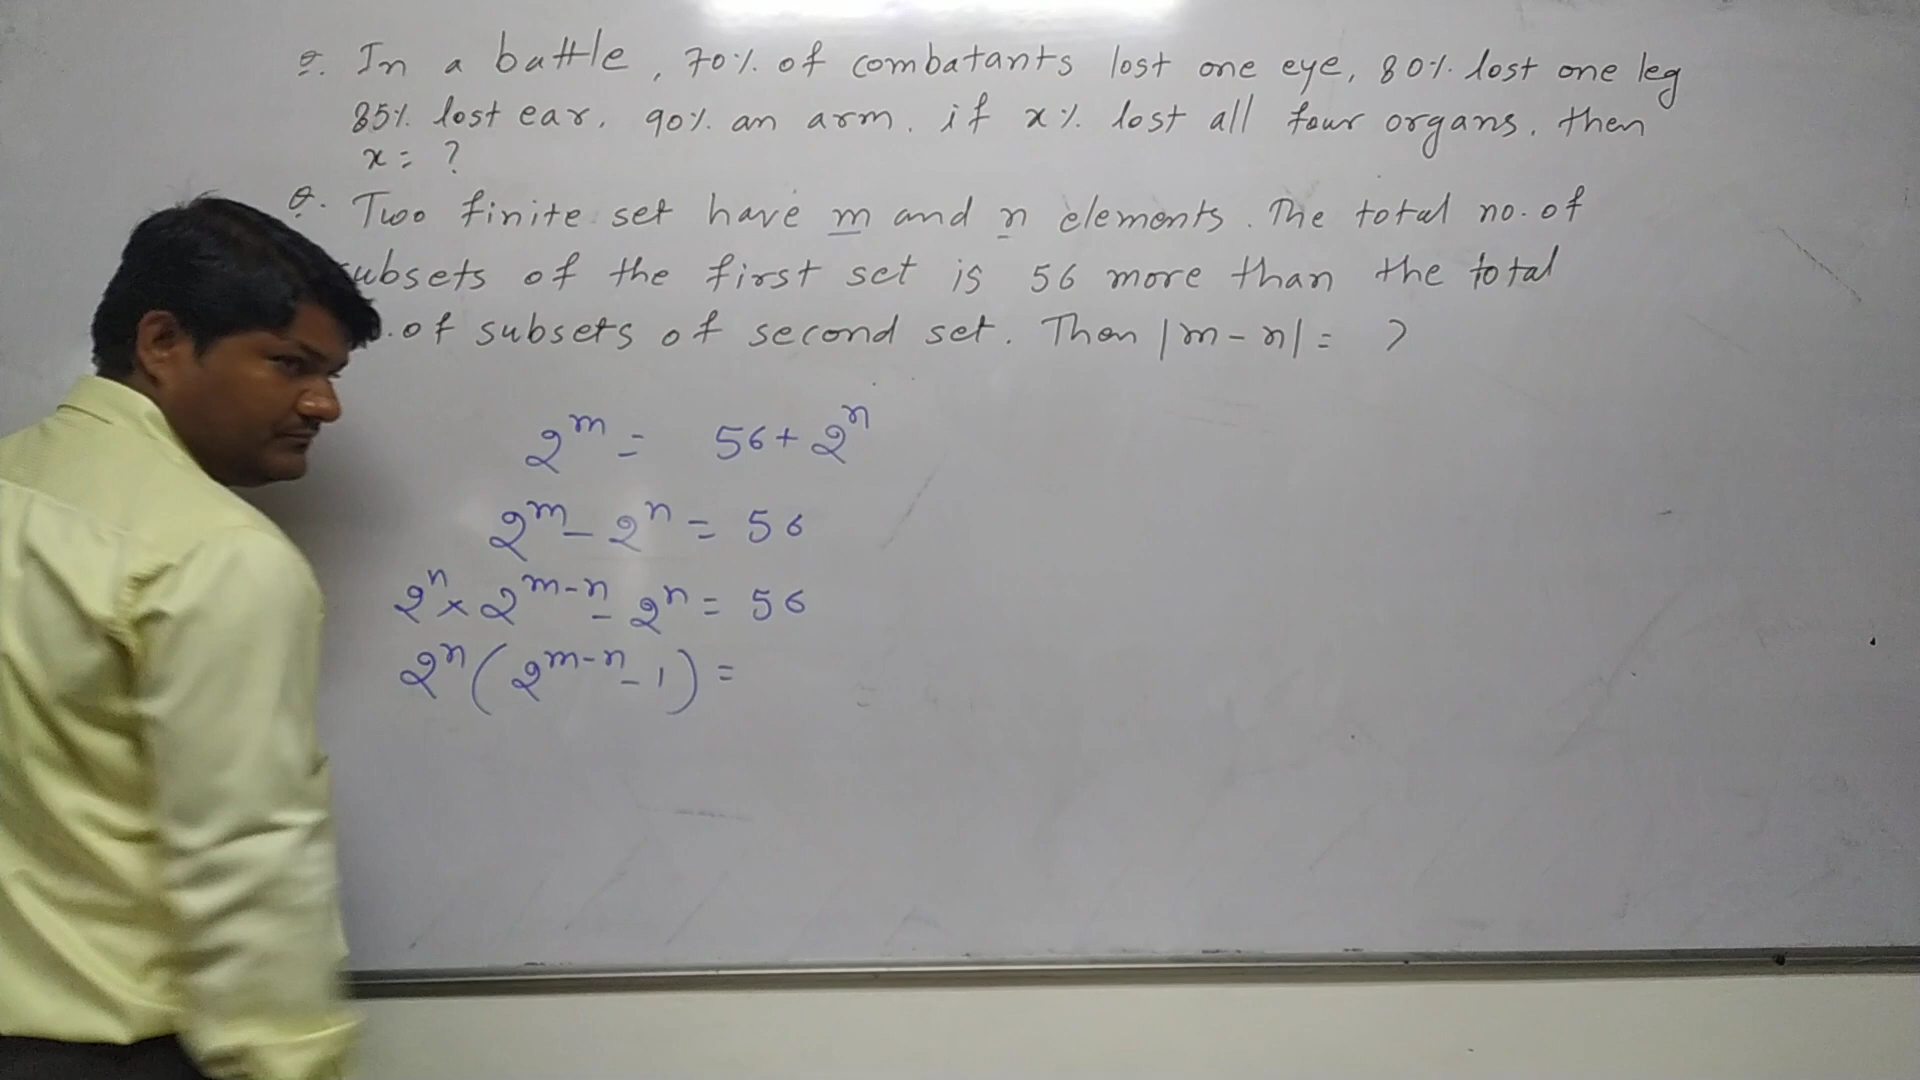 Q. In a battle, 70% of combatants lost one eye, 80% lost one leg
85% lost ear, 90% an arm. if x% lost all four organs. then
x = ?
Q. Two finite set have m and n elements. The total no. of
ubsets of the first set is 56 more than the total
. of subsets of second set. Then |m-n| = ?
2^m = 56 + 2^n
2^m - 2^n = 56
2^n × 2^m-n - 2^n = 56
2^n (2^m-n - 1) =